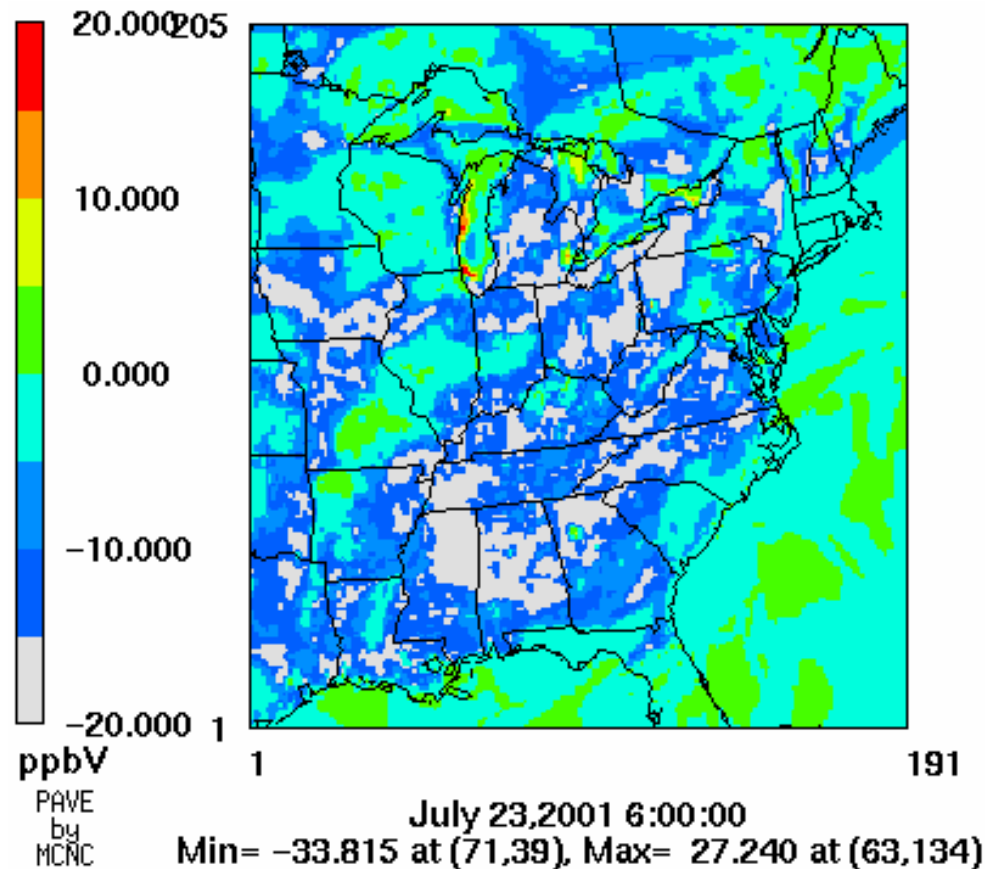 20.000
205
10.000
0.000
−10.000
−20.000
1
ppbV
1
191
PAVE
by
MCNC
July 23,2001 6:00:00
Min= −33.815 at (71,39), Max= 27.240 at (63,134)